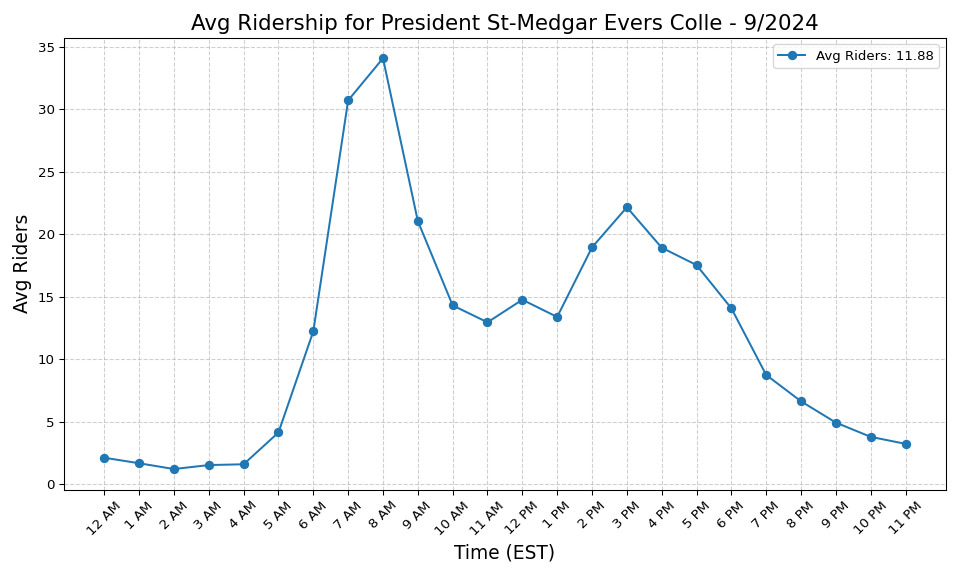 Avg Ridership for President St-Medgar Evers Colle - 9/2024
Avg Riders: 11.88
Avg Riders
35
30
25
20
15
10
5
0
12 AM
1 AM
2 AM
3 AM
4 AM
5 AM
6 AM
7 AM
8 AM
9 AM
10 AM
11 AM
12 PM
1 PM
2 PM
3 PM
4 PM
5 PM
6 PM
7 PM
8 PM
9 PM
10 PM
11 PM
Time (EST)